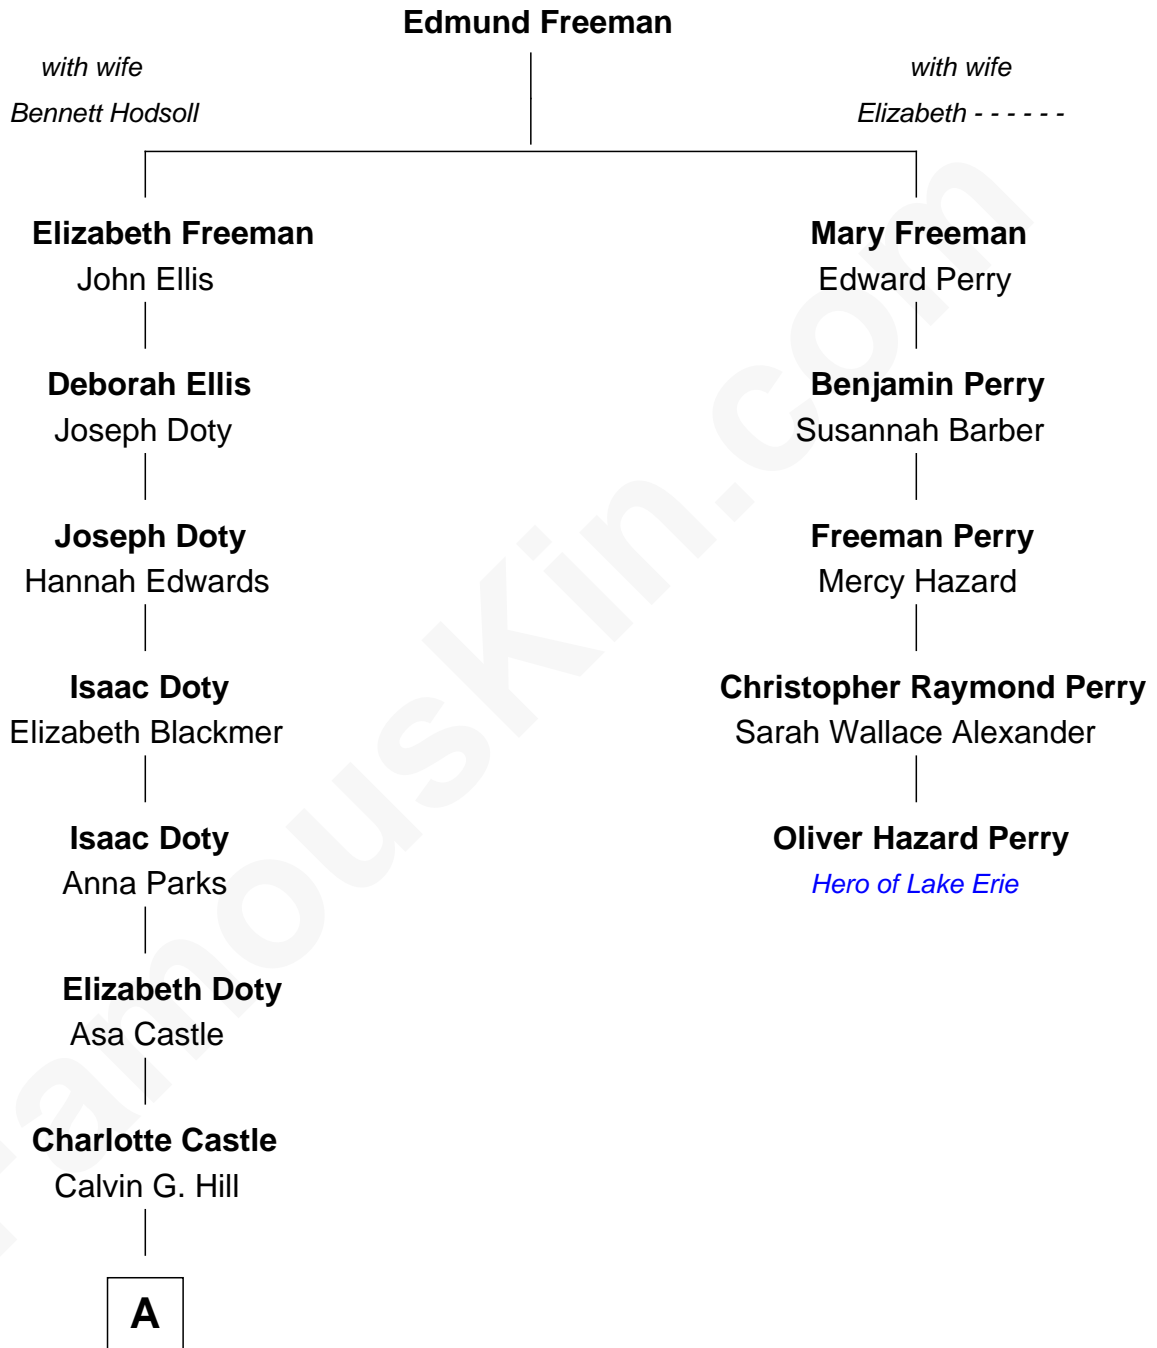 Edmund Freeman
with wife
Bennett Hodsoll
with wife
Elizabeth - - - - - -
Elizabeth Freeman
John Ellis
Mary Freeman
Edward Perry
Deborah Ellis
Joseph Doty
Benjamin Perry
Susannah Barber
Joseph Doty
Hannah Edwards
Freeman Perry
Mercy Hazard
Isaac Doty
Elizabeth Blackmer
Christopher Raymond Perry
Sarah Wallace Alexander
Isaac Doty
Anna Parks
Oliver Hazard Perry
Hero of Lake Erie
Elizabeth Doty
Asa Castle
Charlotte Castle
Calvin G. Hill
A
FamousKin.com